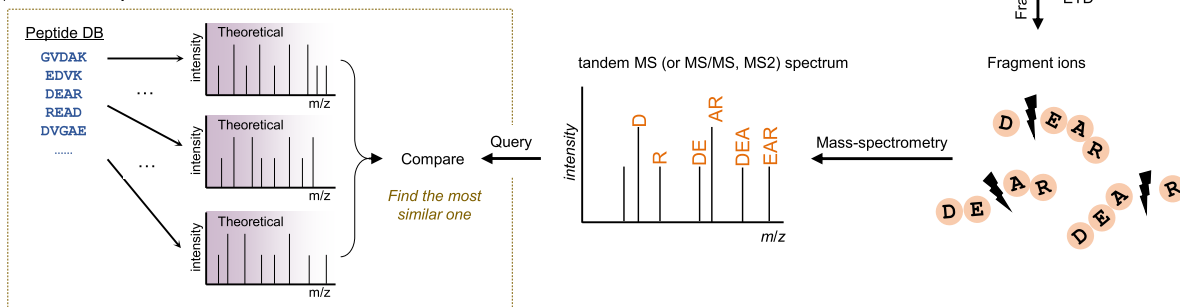 Peptide DB
GVDAK
EDVK
DEAR
READ
DVGAE
......
...
...
Theoretical
intensity
m/z
Theoretical
intensity
m/z
Theoretical
intensity
m/z
Compare
Find the most
similar one
Query
tandem MS (or MS/MS, MS2) spectrum
intensity
D
R
DE
AR
DEA
EAR
m/z
Mass-spectrometry
Fragment ions
D E A R
D E A R
D E A R